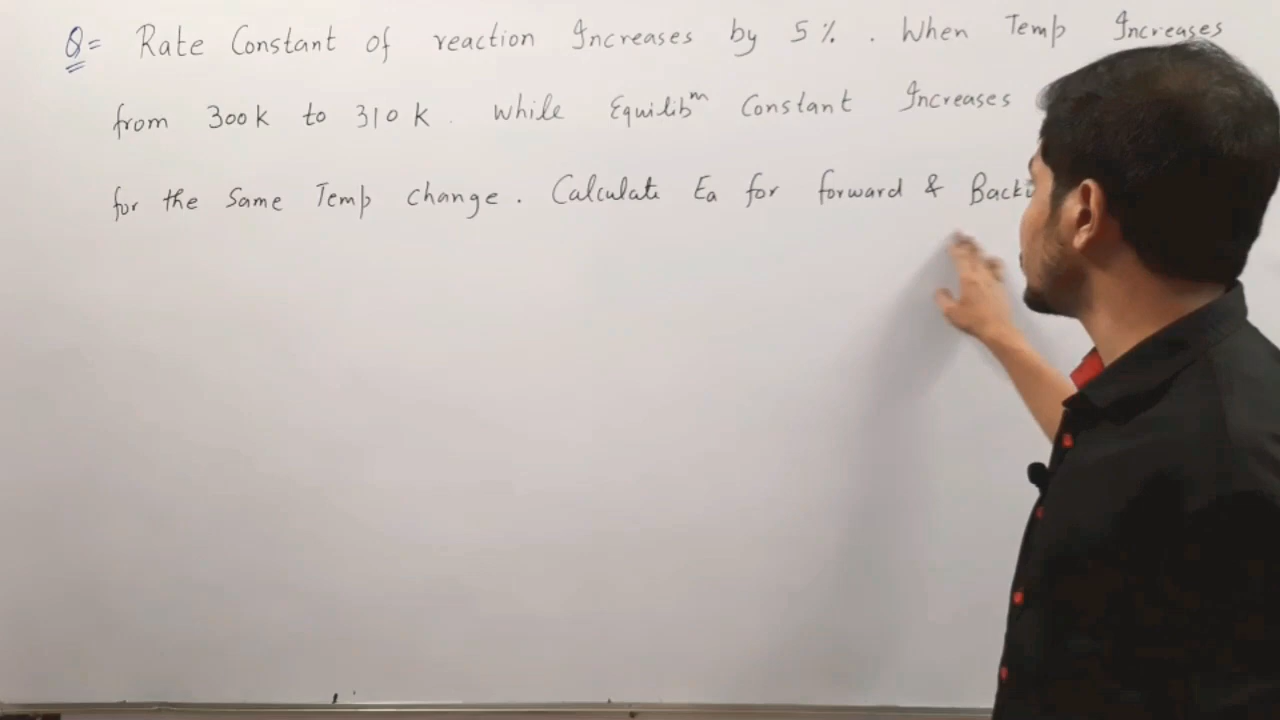 Q= Rate Constant of reaction Increases by 5 %. When Temp Increases
from 300k to 310 k. While Equilibᵐ Constant Increases
for the Same Temp change. Calculate Ea for forward &